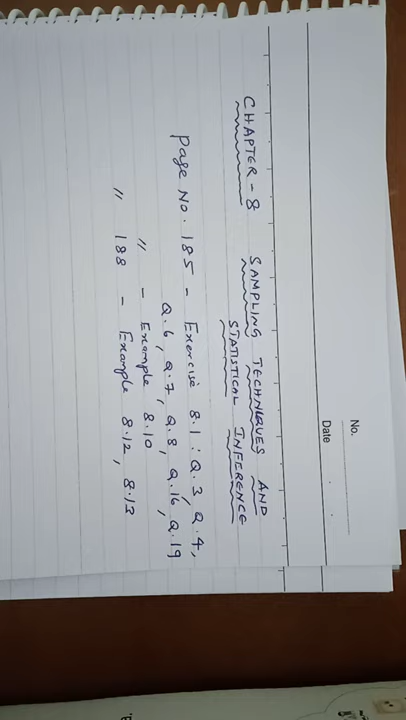 No.
Date
CHAPTER - 8 SAMPLING TECHNIQUES AND
STATISTICAL INFERENCE
Page No. 185 - Exercise 8.1 : Q.3, Q.4,
Q.6, Q.7, Q.8, Q.16, Q.19
" - Example 8.10
" 188 - Example 8.12, 8.13